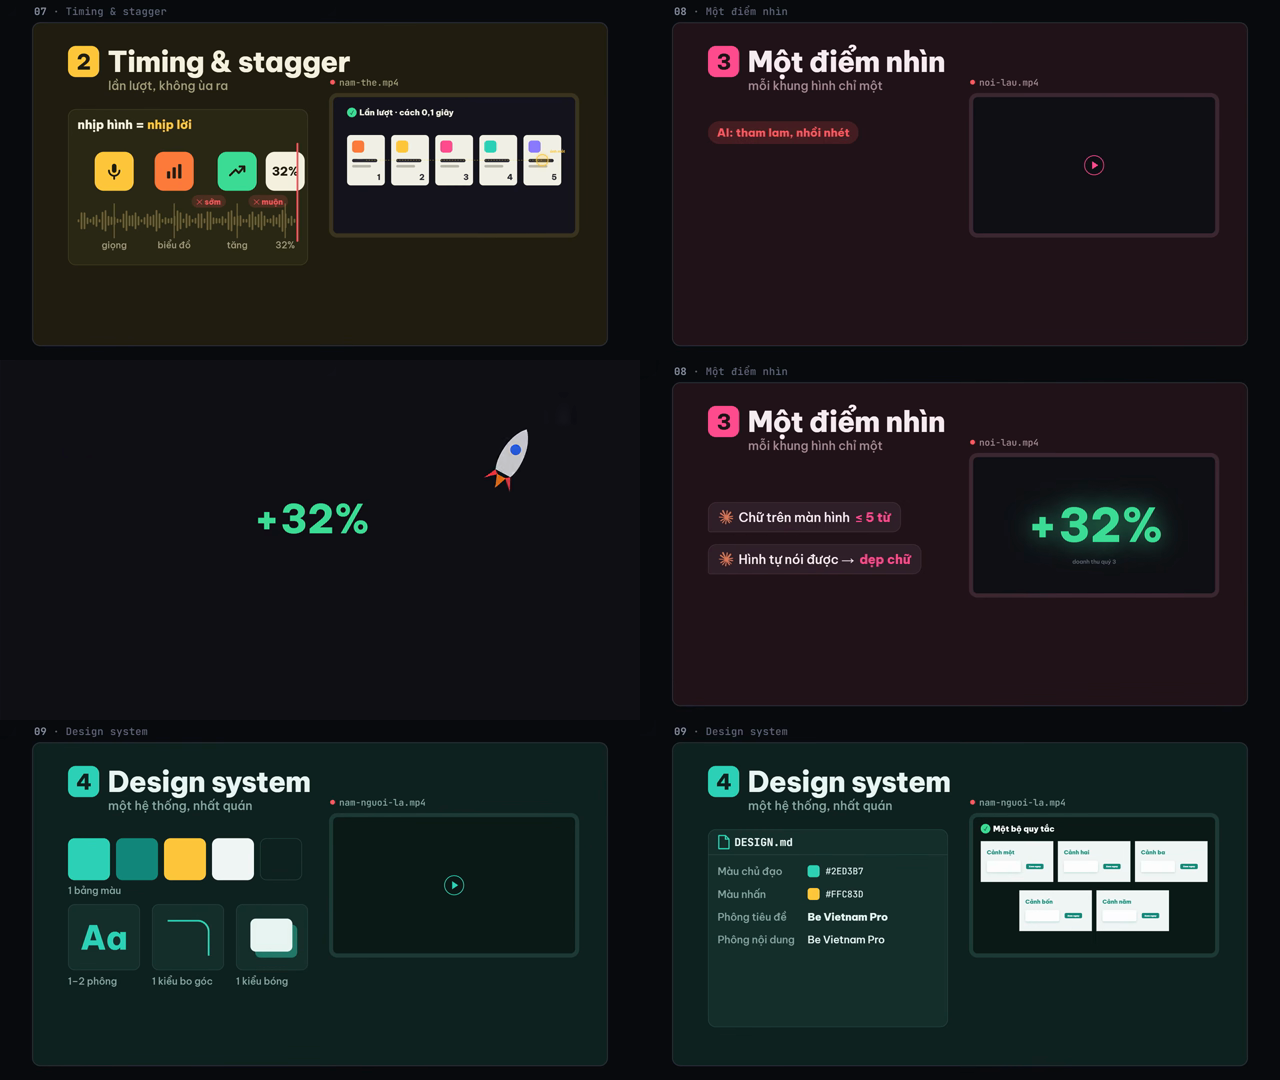 07 · Timing & stagger
2 Timing & stagger
lần lượt, không ùa ra
nam-the.mp4
nhịp hình = nhịp lời
32%
× sớm
× muộn
giọng
biểu đồ
tăng
32%
Lần lượt · cách 0,1 giây
1
2
3
4
5
08 · Một điểm nhìn
3 Một điểm nhìn
mỗi khung hình chỉ một
noi-lau.mp4
AI: tham lam, nhồi nhét
+32%
08 · Một điểm nhìn
3 Một điểm nhìn
mỗi khung hình chỉ một
noi-lau.mp4
Chữ trên màn hình ≤ 5 từ
Hình tự nói được → dẹp chữ
+32%
doanh thu quý 3
09 · Design system
4 Design system
một hệ thống, nhất quán
nam-nguoi-la.mp4
1 bảng màu
Aa
1–2 phông
1 kiểu bo góc
1 kiểu bóng
09 · Design system
4 Design system
một hệ thống, nhất quán
nam-nguoi-la.mp4
DESIGN.md
Màu chủ đạo #2ED3B7
Màu nhấn #FFC83D
Phông tiêu đề Be Vietnam Pro
Phông nội dung Be Vietnam Pro
Một bộ quy tắc
Cảnh một
Cảnh hai
Cảnh ba
Cảnh bốn
Cảnh năm